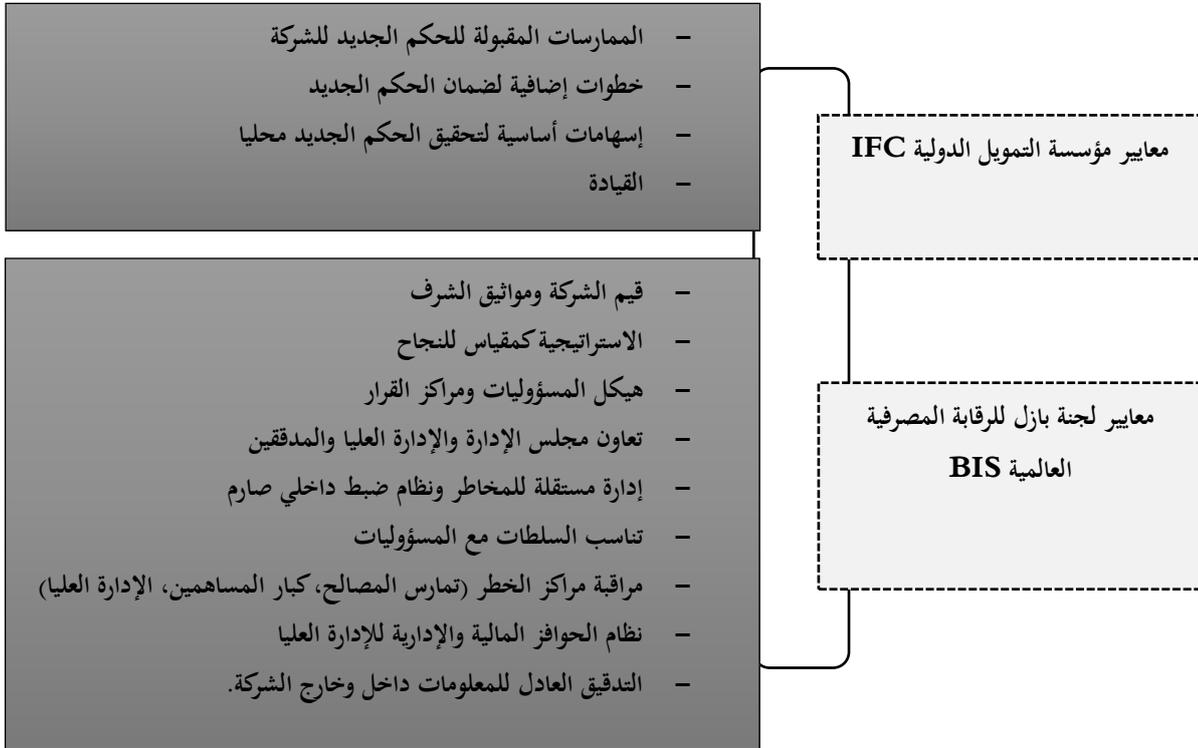 معايير مؤسسة التمويل الدولية IFC
– الممارسات المقبولة للحكم الجديد للشركة
– خطوات إضافية لضمان الحكم الجديد
– إسهامات أساسية لتحقيق الحكم الجديد محليا
– القيادة
معايير لجنة بازل للرقابة المصرفية
العالمية BIS
– قيم الشركة ومواثيق الشرف
– الاستراتيجية كمقياس للنجاح
– هيكل المسؤوليات ومراكز القرار
– تعاون مجلس الإدارة والإدارة العليا والمدققين
– إدارة مستقلة للمخاطر ونظام ضبط داخلي صارم
– تناسب السلطات مع المسؤوليات
– مراقبة مراكز الخطر (تمارس المصالح، كبار المساهمين، الإدارة العليا)
– نظام الحوافز المالية والإدارية للإدارة العليا
– التدقيق العادل للمعلومات داخل وخارج الشركة.